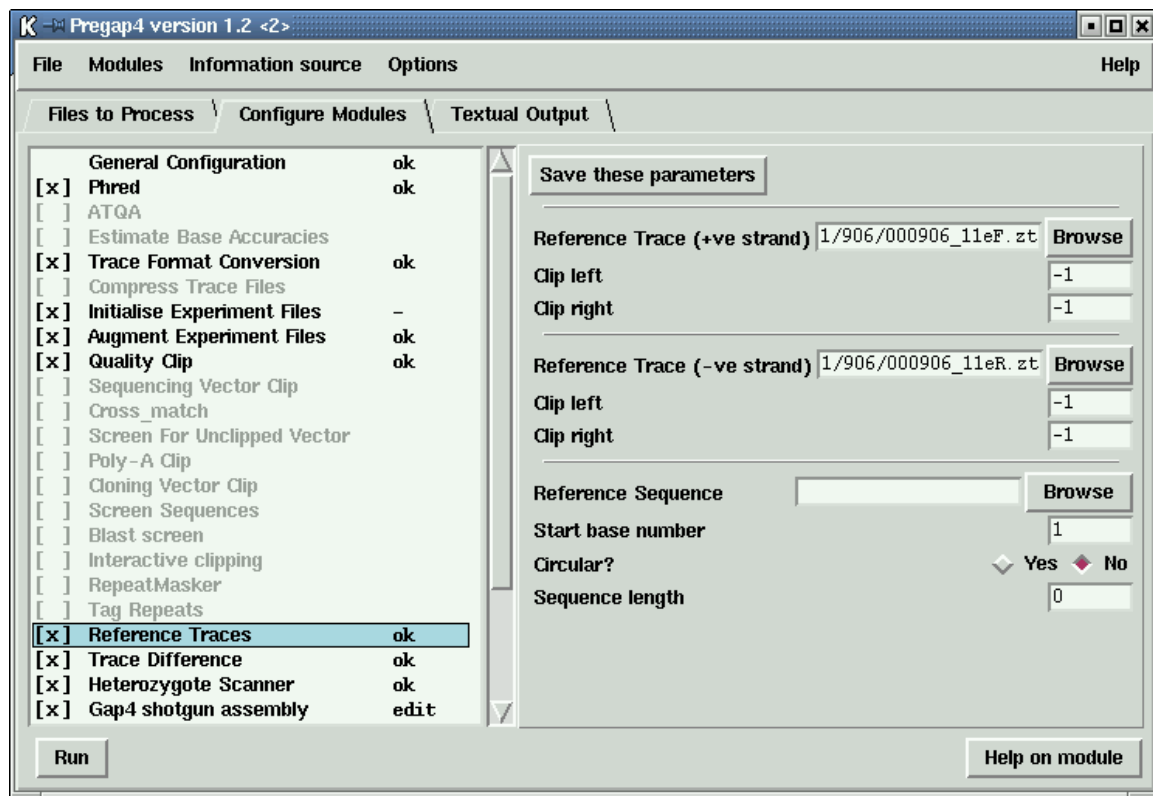 K Pregap4 version 1.2 <2>
File Modules Information source Options Help
Files to Process Configure Modules Textual Output
General Configuration ok
[x] Phred ok
[ ] ATQA
[ ] Estimate Base Accuracies
[x] Trace Format Conversion ok
[ ] Compress Trace Files
[x] Initialise Experiment Files -
[x] Augment Experiment Files ok
[x] Quality Clip ok
[ ] Sequencing Vector Clip
[ ] Cross_match
[ ] Screen For Unclipped Vector
[ ] Poly-A Clip
[ ] Cloning Vector Clip
[ ] Screen Sequences
[ ] Blast screen
[ ] Interactive clipping
[ ] RepeatMasker
[ ] Tag Repeats
[x] Reference Traces ok
[x] Trace Difference ok
[x] Heterozygote Scanner ok
[x] Gap4 shotgun assembly edit
Save these parameters
Reference Trace (+ve strand) 1/906/000906_11eF.zt Browse
Clip left -1
Clip right -1
Reference Trace (-ve strand) 1/906/000906_11eR.zt Browse
Clip left -1
Clip right -1
Reference Sequence Browse
Start base number 1
Circular? Yes No
Sequence length 0
Run Help on module